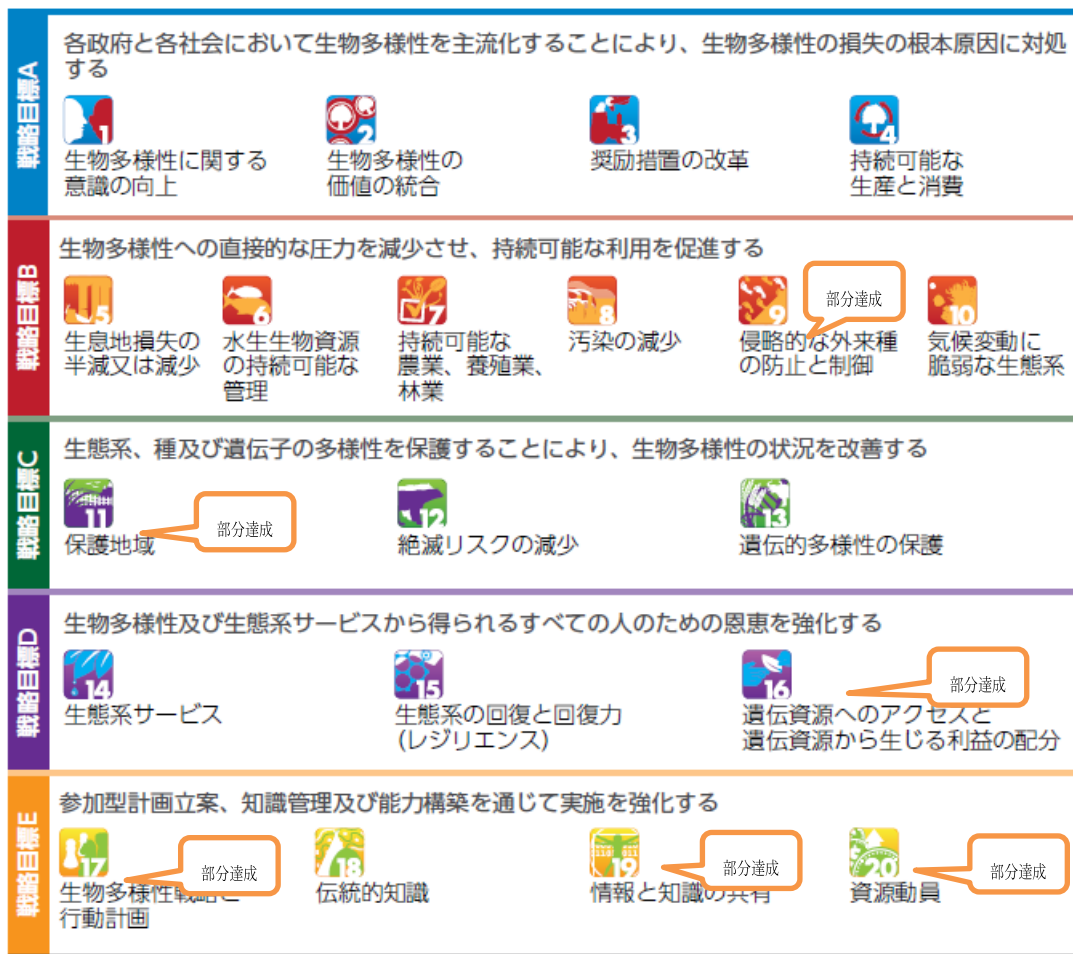 戦略目標A
各政府と各社会において生物多様性を主流化することにより、生物多様性の損失の根本原因に対処
する
1
生物多様性に関する
意識の向上
2
生物多様性の
価値の統合
3
奨励措置の改革
4
持続可能な
生産と消費
戦略目標B
生物多様性への直接的な圧力を減少させ、持続可能な利用を促進する
5
生息地損失の
半減又は減少
6
水生生物資源
の持続可能な
管理
7
持続可能な
農業、養殖業、
林業
8
汚染の減少
9
部分達成
侵略的な外来種
の防止と制御
10
気候変動に
脆弱な生態系
戦略目標C
生態系、種及び遺伝子の多様性を保護することにより、生物多様性の状況を改善する
11
保護地域
部分達成
12
絶滅リスクの減少
13
遺伝的多様性の保護
戦略目標D
生物多様性及び生態系サービスから得られるすべての人のための恩恵を強化する
14
生態系サービス
15
生態系の回復と回復力
(レジリエンス)
16
部分達成
遺伝資源へのアクセスと
遺伝資源から生じる利益の配分
戦略目標E
参加型計画立案、知識管理及び能力構築を通じて実施を強化する
17
部分達成
生物多様性戦略と
行動計画
18
伝統的知識
19
部分達成
情報と知識の共有
20
部分達成
資源動員